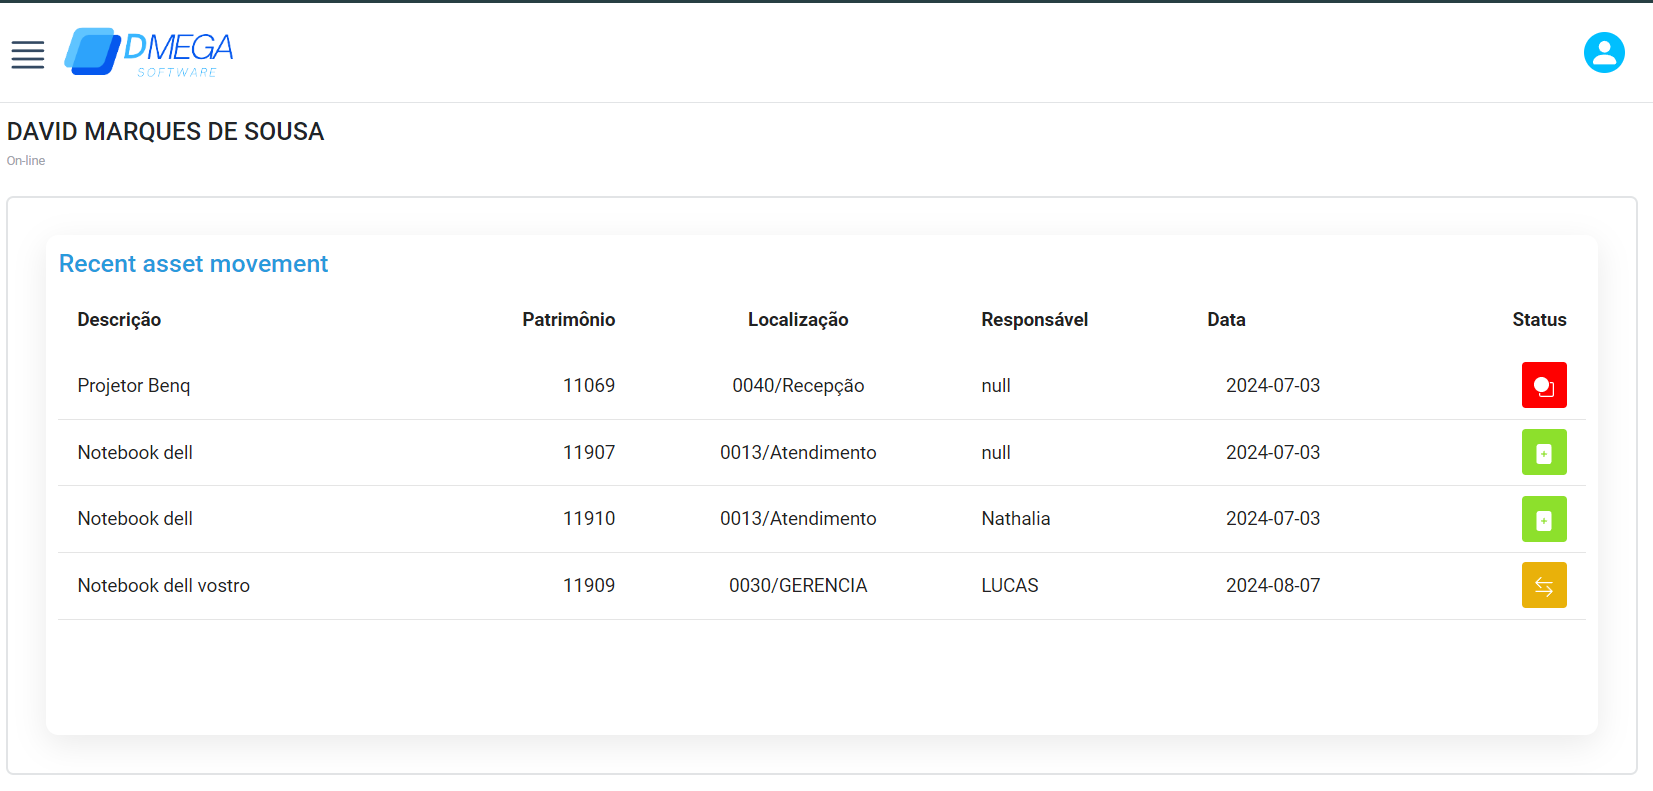 DMEGA
SOFTWARE
DAVID MARQUES DE SOUSA
On-line
Recent asset movement
Descrição Patrimônio Localização Responsável Data Status
Projetor Benq 11069 0040/Recepção null 2024-07-03
Notebook dell 11907 0013/Atendimento null 2024-07-03
Notebook dell 11910 0013/Atendimento Nathalia 2024-07-03
Notebook dell vostro 11909 0030/GERENCIA LUCAS 2024-08-07